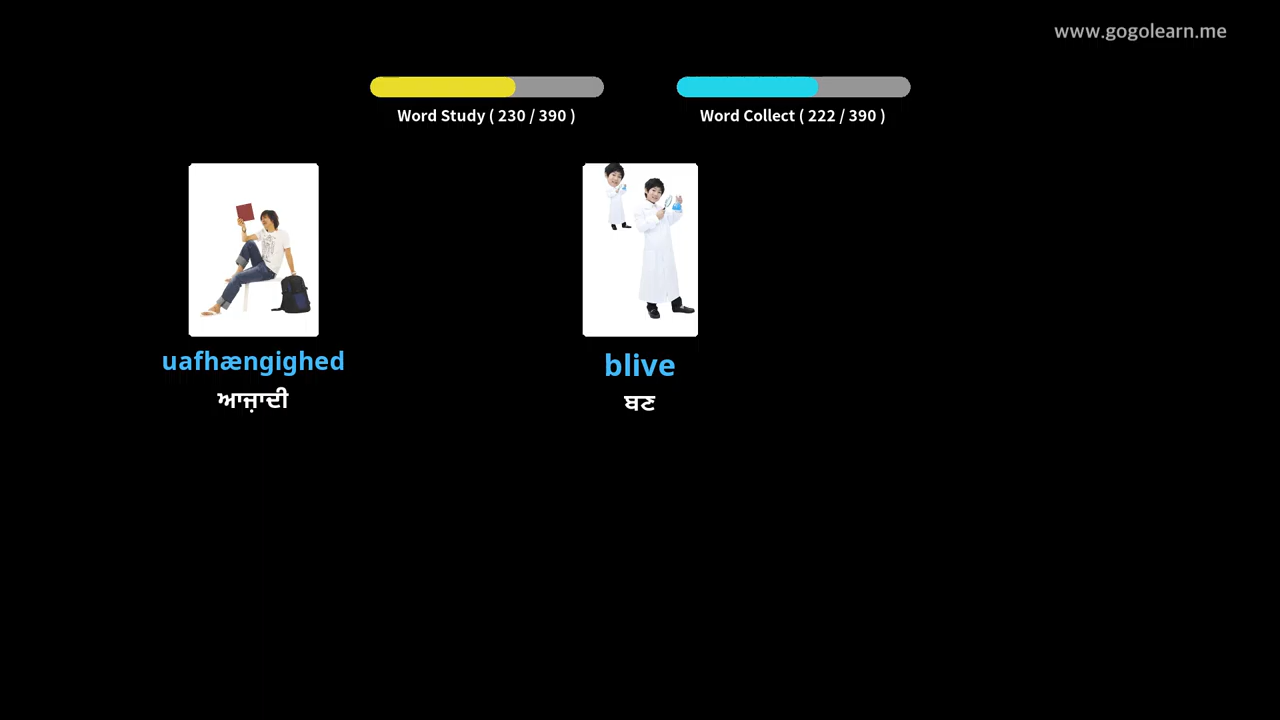 www.gogolearn.me
Word Study ( 230 / 390 )
Word Collect ( 222 / 390 )
uafhængighed
ਆਜ਼ਾਦੀ
blive
ਬਣ